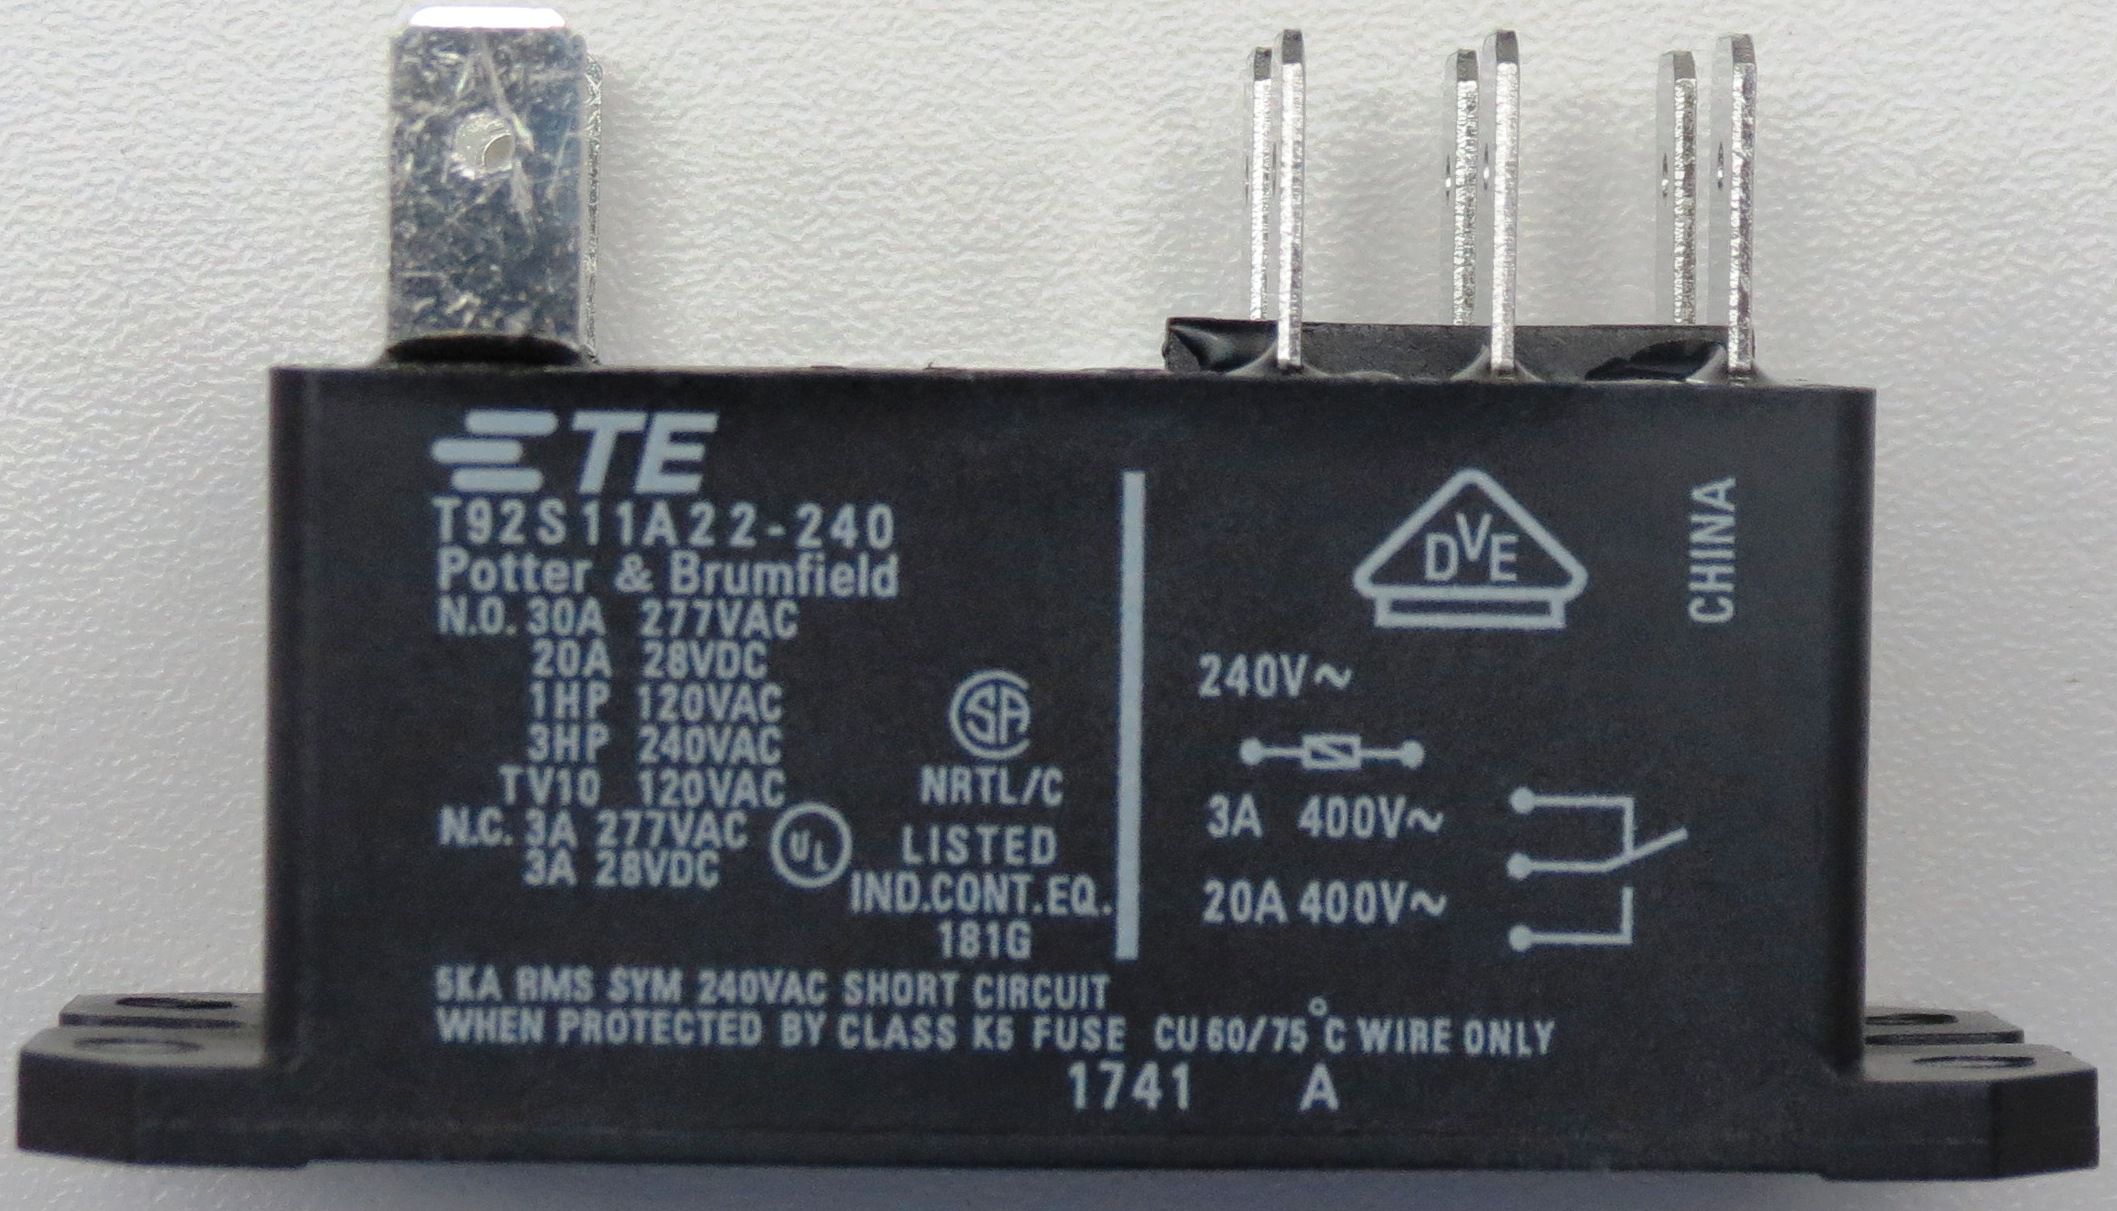 TE
T92S11A22-240
Potter & Brumfield
N.O. 30A 277VAC
20A 28VDC
1HP 120VAC
3HP 240VAC
TV10 120VAC
N.C. 3A 277VAC
3A 28VDC
UL
SA
NRTL/C
LISTED
IND.CONT.EQ.
181G
5KA RMS SYM 240VAC SHORT CIRCUIT
WHEN PROTECTED BY CLASS K5 FUSE CU 60/75°C WIRE ONLY
1741 A
DVE
CHINA
240V~
3A 400V~
20A 400V~